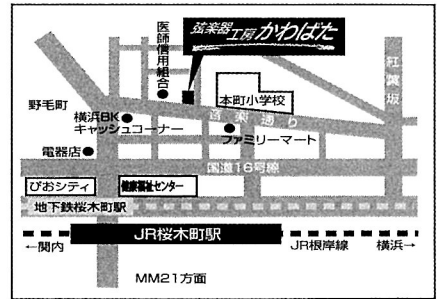 弦楽器工房かわばた
医師信用組合
紅葉坂
本町小学校
野毛町
横浜BK
キャッシュコーナー
音楽通り
ファミリーマート
電器店
国道16号線
ぴおシティ
健康福祉センター
地下鉄桜木町駅
JR桜木町駅
←関内
JR根岸線
横浜→
MM21方面